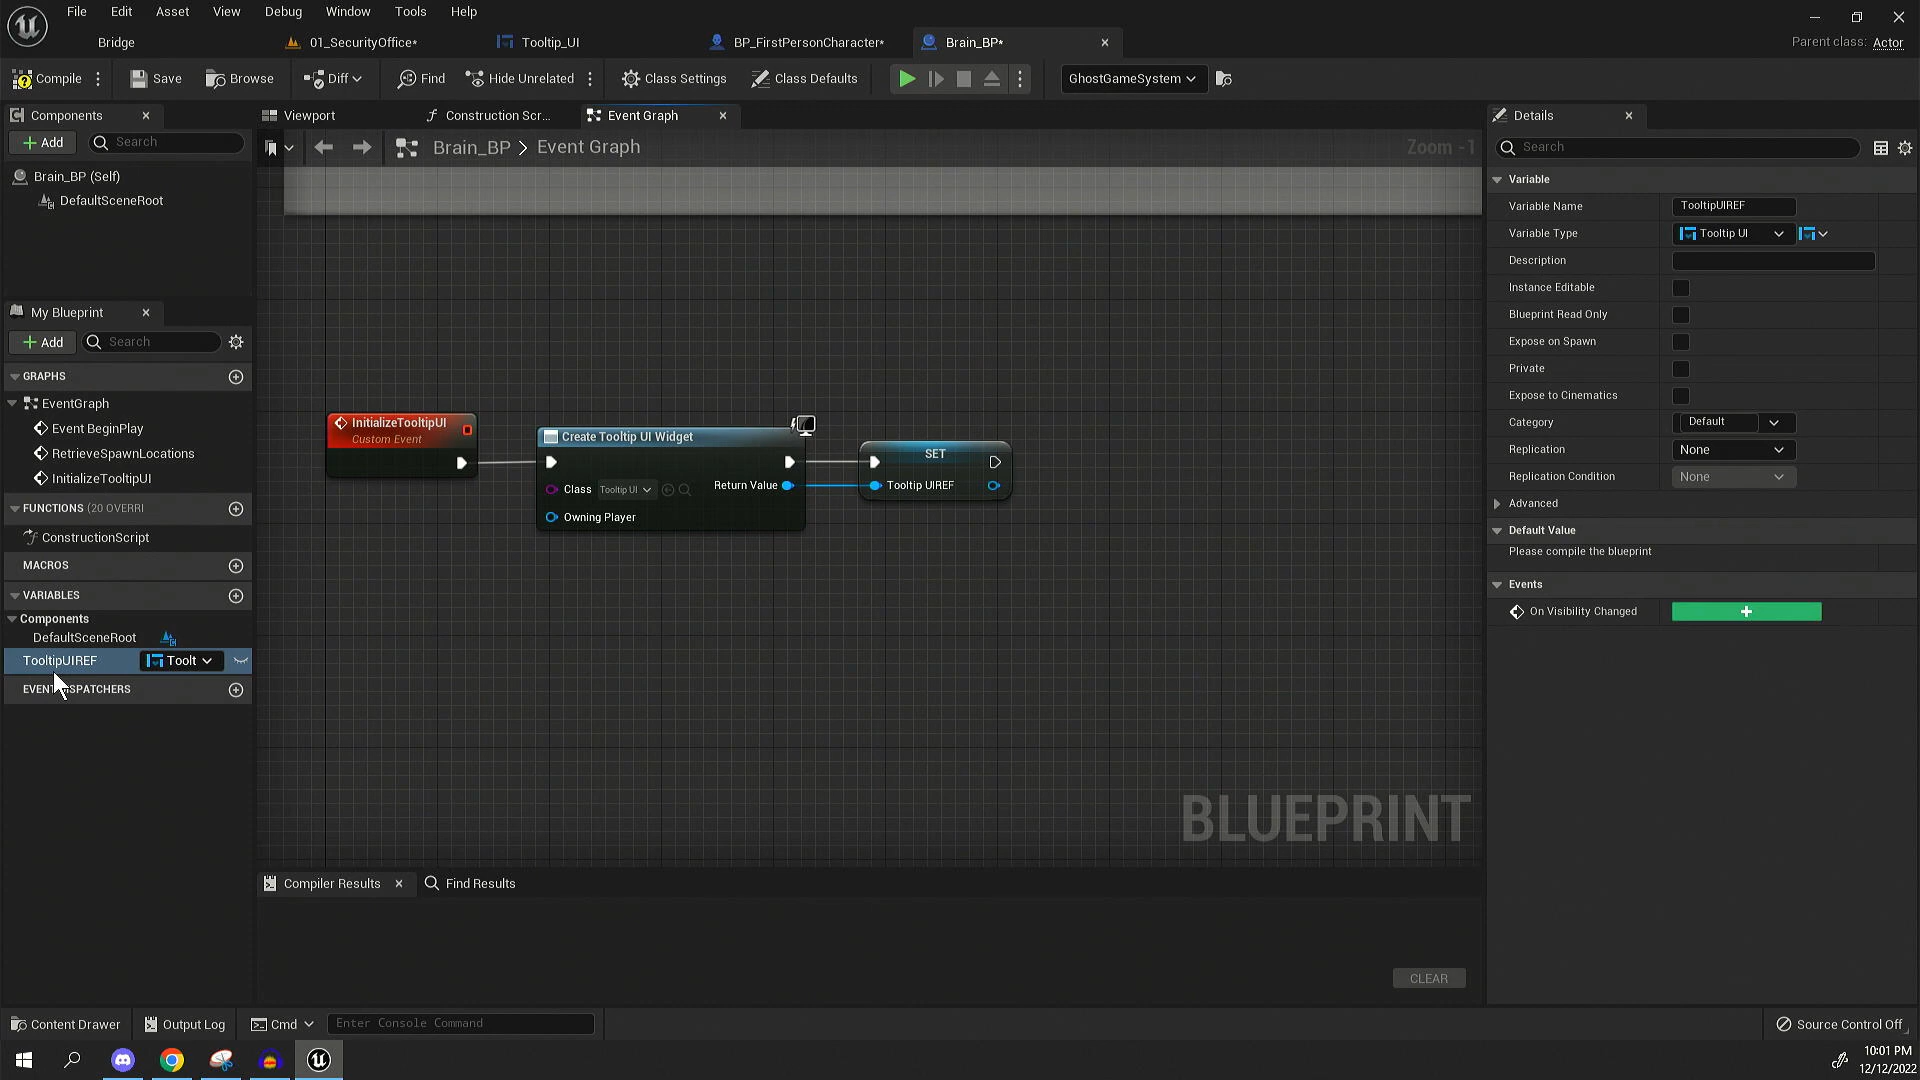 File Edit Asset View Debug Window Tools Help
Bridge 01_SecurityOffice* Tooltip_UI BP_FirstPersonCharacter* Brain_BP*
Parent class: Actor
Compile Save Browse Diff Find Hide Unrelated Class Settings Class Defaults GhostGameSystem
Components
Add Search
Brain_BP (Self)
DefaultSceneRoot
My Blueprint
Add Search
GRAPHS
EventGraph
Event BeginPlay
RetrieveSpawnLocations
InitializeTooltipUI
FUNCTIONS (20 OVERRI
ConstructionScript
MACROS
VARIABLES
Components
DefaultSceneRoot
TooltipUIREF Toolt
Viewport Construction Scr... Event Graph
Brain_BP > Event Graph
Zoom -1
InitializeTooltipUI
Custom Event
Create Tooltip UI Widget
Class Tooltip UI
Return Value
Owning Player
SET
Tooltip UIREF
BLUEPRINT
Compiler Results Find Results
CLEAR
Details
Search
Variable
Variable Name TooltipUIREF
Variable Type Tooltip UI
Description
Instance Editable
Blueprint Read Only
Expose on Spawn
Private
Expose to Cinematics
Category Default
Replication None
Replication Condition None
Advanced
Default Value
Please compile the blueprint
Events
On Visibility Changed
Content Drawer Output Log Cmd Enter Console Command
Source Control Off
10:01 PM
12/12/2022